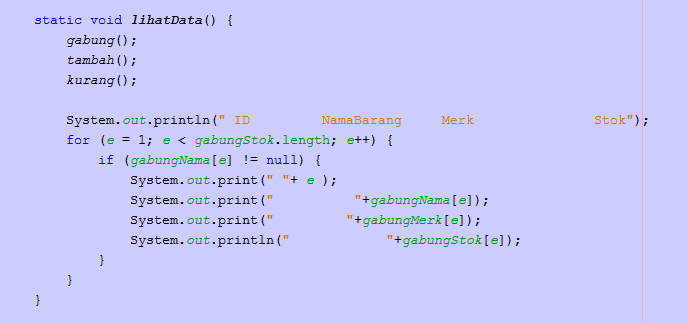 static void lihatData() {
    gabung();
    tambah();
    kurang();

    System.out.println(" ID         NamaBarang     Merk               Stok");
    for (e = 1; e < gabungStok.length; e++) {
        if (gabungNama[e] != null) {
            System.out.print(" "+ e );
            System.out.print("          "+gabungNama[e]);
            System.out.print("         "+gabungMerk[e]);
            System.out.println("            "+gabungStok[e]);
        }
    }
}